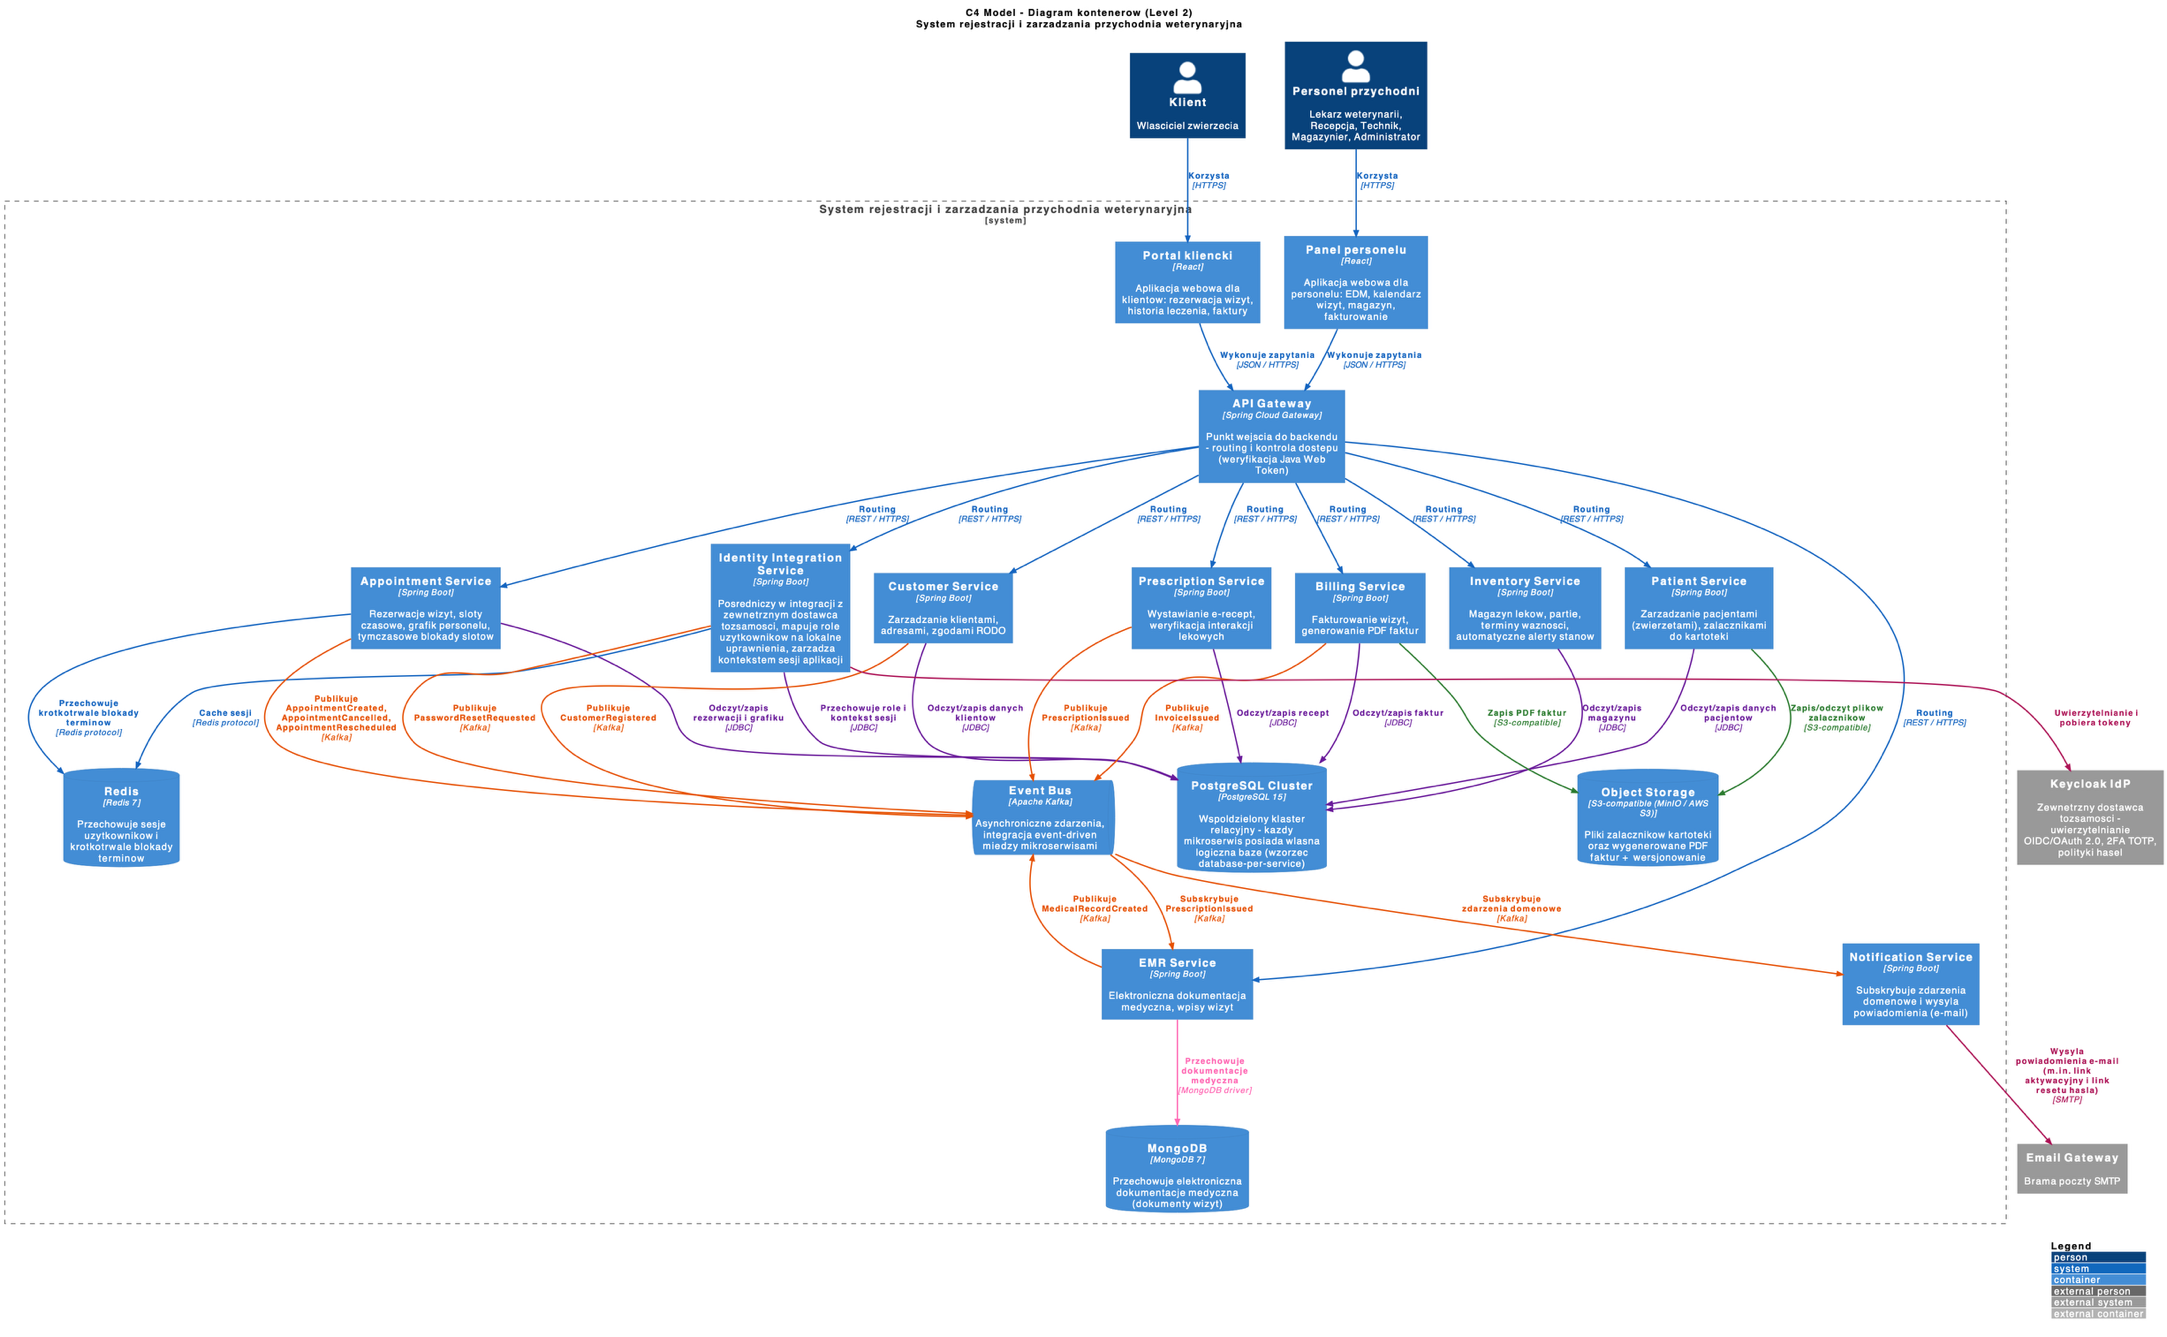 C4 Model - Diagram kontenerow (Level 2)
System rejestracji i zarzadzania przychodnia weterynaryjna
Klient
Wlasciciel zwierzecia
Personel przychodni
Lekarz weterynarii,
Recepcja, Technik,
Magazynier, Administrator
Korzysta
[HTTPS]
Korzysta
[HTTPS]
System rejestracji i zarzadzania przychodnia weterynaryjna
[system]
Portal kliencki
[React]
Aplikacja webowa dla
klientow: rezerwacja wizyt,
historia leczenia, faktury
Panel personelu
[React]
Aplikacja webowa dla
personelu: EDM, kalendarz
wizyt, magazyn,
fakturowanie
Wykonuje zapytania
[JSON / HTTPS]
Wykonuje zapytania
[JSON / HTTPS]
API Gateway
[Spring Cloud Gateway]
Punkt wejscia do backendu
- routing i kontrola dostepu
(weryfikacja Java Web
Token)
Routing
[REST / HTTPS]
Routing
[REST / HTTPS]
Routing
[REST / HTTPS]
Routing
[REST / HTTPS]
Routing
[REST / HTTPS]
Routing
[REST / HTTPS]
Routing
[REST / HTTPS]
Appointment Service
[Spring Boot]
Rezerwacje wizyt, sloty
czasowe, grafik personelu,
tymczasowe blokady slotow
Identity Integration
Service
[Spring Boot]
Posredniczy w integracji z
zewnetrznym dostawca
tozsamosci, mapuje role
uzytkownikow na lokalne
uprawnienia, zarzadza
kontekstem sesji aplikacji
Customer Service
[Spring Boot]
Zarzadzanie klientami,
adresami, zgodami RODO
Prescription Service
[Spring Boot]
Wystawianie e-recept,
weryfikacja interakcji
lekowych
Billing Service
[Spring Boot]
Fakturowanie wizyt,
generowanie PDF faktur
Inventory Service
[Spring Boot]
Magazyn lekow, partie,
terminy waznosci,
automatyczne alerty stanow
Patient Service
[Spring Boot]
Zarzadzanie pacjentami
(zwierzetami), zalacznikami
do kartoteki
Przechowuje
krotkotrwale blokady
terminow
[Redis protocol]
Cache sesji
[Redis protocol]
Publikuje
AppointmentCreated,
AppointmentCancelled,
AppointmentRescheduled
[Kafka]
Publikuje
PasswordResetRequested
[Kafka]
Publikuje
CustomerRegistered
[Kafka]
Odczyt/zapis
rezerwacji i grafiku
[JDBC]
Przechowuje role i
kontekst sesji
[JDBC]
Odczyt/zapis danych
klientow
[JDBC]
Publikuje
PrescriptionIssued
[Kafka]
Publikuje
InvoiceIssued
[Kafka]
Odczyt/zapis recept
[JDBC]
Odczyt/zapis faktur
[JDBC]
Zapis PDF faktur
[S3-compatible]
Odczyt/zapis
magazynu
[JDBC]
Odczyt/zapis danych
pacjentow
[JDBC]
Zapis/odczyt plikow
zalacznikow
[S3-compatible]
Routing
[REST / HTTPS]
Uwierzytelnianie i
pobiera tokeny
Redis
[Redis 7]
Przechowuje sesje
uzytkownikow i
krotkotrwale blokady
terminow
Event Bus
[Apache Kafka]
Asynchroniczne zdarzenia,
integracja event-driven
miedzy mikroserwisami
PostgreSQL Cluster
[PostgreSQL 15]
Wspoldzielony klaster
relacyjny - kazdy
mikroserwis posiada wlasna
logiczna baze (wzorzec
database-per-service)
Object Storage
[S3-compatible (MinIO / AWS
S3)]
Pliki zalacznikow kartoteki
oraz wygenerowane PDF
faktur + wersjonowanie
Keycloak IdP
Zewnetrzny dostawca
tozsamosci -
uwierzytelnianie
OIDC/OAuth 2.0, 2FA TOTP,
polityki hasel
Publikuje
MedicalRecordCreated
[Kafka]
Subskrybuje
PrescriptionIssued
[Kafka]
Subskrybuje
zdarzenia domenowe
[Kafka]
EMR Service
[Spring Boot]
Elektroniczna dokumentacja
medyczna, wpisy wizyt
Notification Service
[Spring Boot]
Subskrybuje zdarzenia
domenowe i wysyla
powiadomienia (e-mail)
Przechowuje
dokumentacje
medyczna
[MongoDB driver]
Wysyla
powiadomienia e-mail
(m.in. link
aktywacyjny i link
resetu hasla)
[SMTP]
MongoDB
[MongoDB 7]
Przechowuje elektroniczna
dokumentacje medyczna
(dokumenty wizyt)
Email Gateway
Brama poczty SMTP
Legend
person
system
container
external person
external system
external container